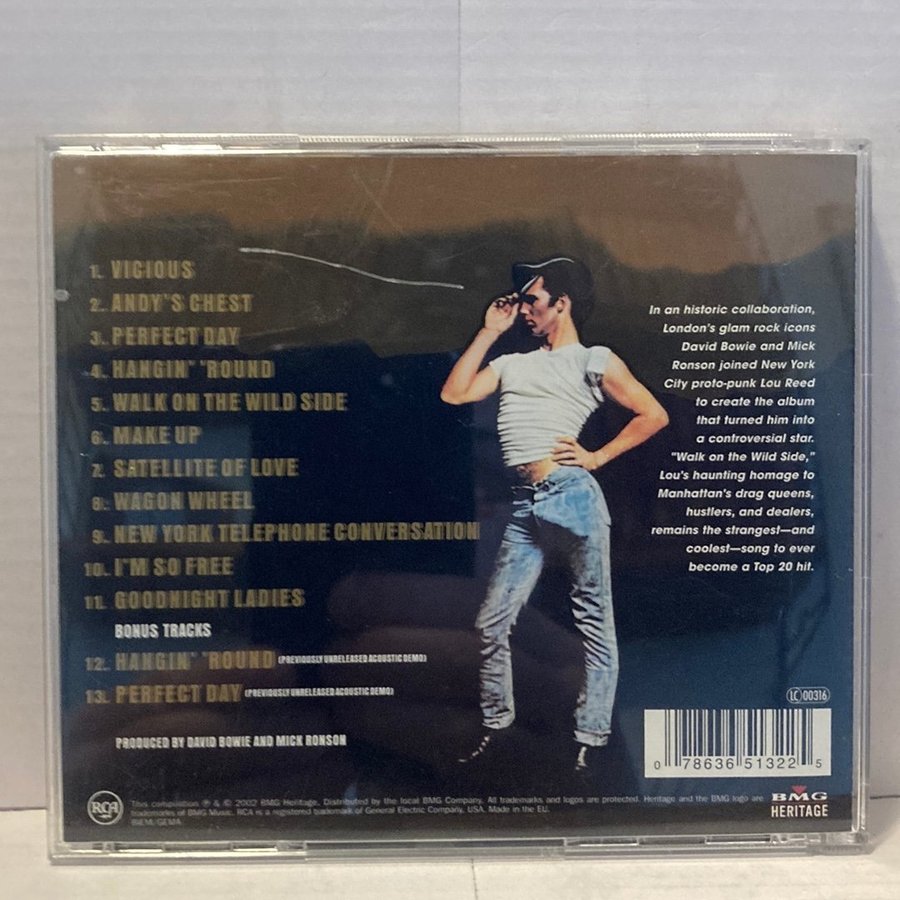 1. VICIOUS
2. ANDY'S CHEST
3. PERFECT DAY
4. HANGIN' 'ROUND
5. WALK ON THE WILD SIDE
6. MAKE UP
7. SATELLITE OF LOVE
8. WAGON WHEEL
9. NEW YORK TELEPHONE CONVERSATION
10. I'M SO FREE
11. GOODNIGHT LADIES
BONUS TRACKS
12. HANGIN' 'ROUND (PREVIOUSLY UNRELEASED ACOUSTIC DEMO)
13. PERFECT DAY (PREVIOUSLY UNRELEASED ACOUSTIC DEMO)
PRODUCED BY DAVID BOWIE AND MICK RONSON
In an historic collaboration,
London's glam rock icons
David Bowie and Mick
Ronson joined New York
City proto-punk Lou Reed
to create the album
that turned him into
a controversial star.
"Walk on the Wild Side,"
Lou's haunting homage to
Manhattan's drag queens,
hustlers, and dealers,
remains the strangest—and
coolest—song to ever
become a Top 20 hit.
LC 00316
0 78636 51322 5
RCA
This compilation ℗ & © 2002 BMG Heritage. Distributed by the local BMG Company. All trademarks and logos are protected. Heritage and the BMG logo are
trademarks of BMG Music. RCA is a registered trademark of General Electric Company, USA. Made in the EU.
BIEM/GEMA
BMG
HERITAGE